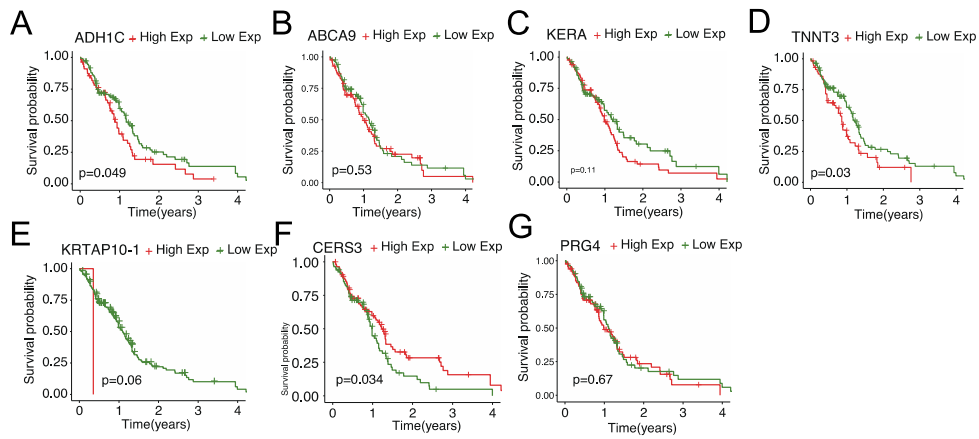 A
ADH1C High Exp Low Exp
Survival probability
1.00
0.75
0.50
0.25
0.00
p=0.049
0 1 2 3 4
Time(years)
B
ABCA9 High Exp Low Exp
Survival probability
1.00
0.75
0.50
0.25
0.00
p=0.53
0 1 2 3 4
Time(years)
C
KERA High Exp Low Exp
Survival probability
1.00
0.75
0.50
0.25
0.00
p=0.11
0 1 2 3 4
Time(years)
D
TNNT3 High Exp Low Exp
Survival probability
1.00
0.75
0.50
0.25
0.00
p=0.03
0 1 2 3 4
Time(years)
E
KRTAP10-1 High Exp Low Exp
Survival probability
1.00
0.75
0.50
0.25
0.00
p=0.06
0 1 2 3 4
Time(years)
F
CERS3 High Exp Low Exp
Survival probability
1.00
0.75
0.50
0.25
0.00
p=0.034
0 1 2 3 4
Time(years)
G
PRG4 High Exp Low Exp
Survival probability
1.00
0.75
0.50
0.25
0.00
p=0.67
0 1 2 3 4
Time(years)